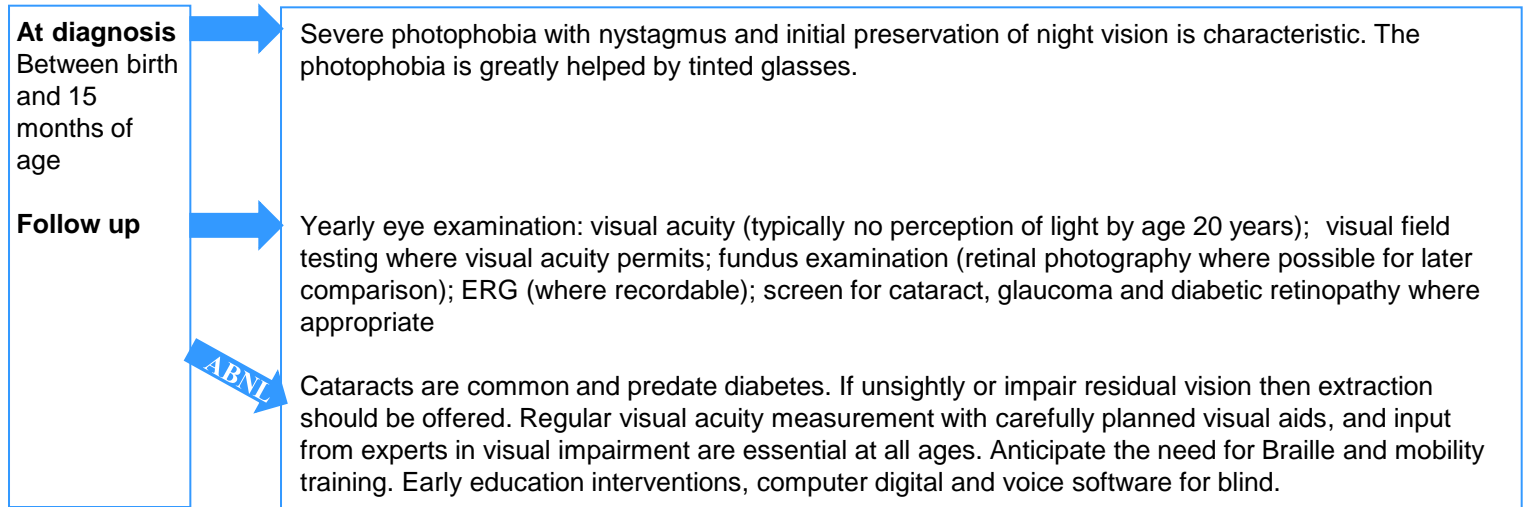 At diagnosis
Between birth
and 15
months of
age
Severe photophobia with nystagmus and initial preservation of night vision is characteristic. The
photophobia is greatly helped by tinted glasses.
Follow up
Yearly eye examination: visual acuity (typically no perception of light by age 20 years);  visual field
testing where visual acuity permits; fundus examination (retinal photography where possible for later
comparison); ERG (where recordable); screen for cataract, glaucoma and diabetic retinopathy where
appropriate
ABNL
Cataracts are common and predate diabetes. If unsightly or impair residual vision then extraction
should be offered. Regular visual acuity measurement with carefully planned visual aids, and input
from experts in visual impairment are essential at all ages. Anticipate the need for Braille and mobility
training. Early education interventions, computer digital and voice software for blind.